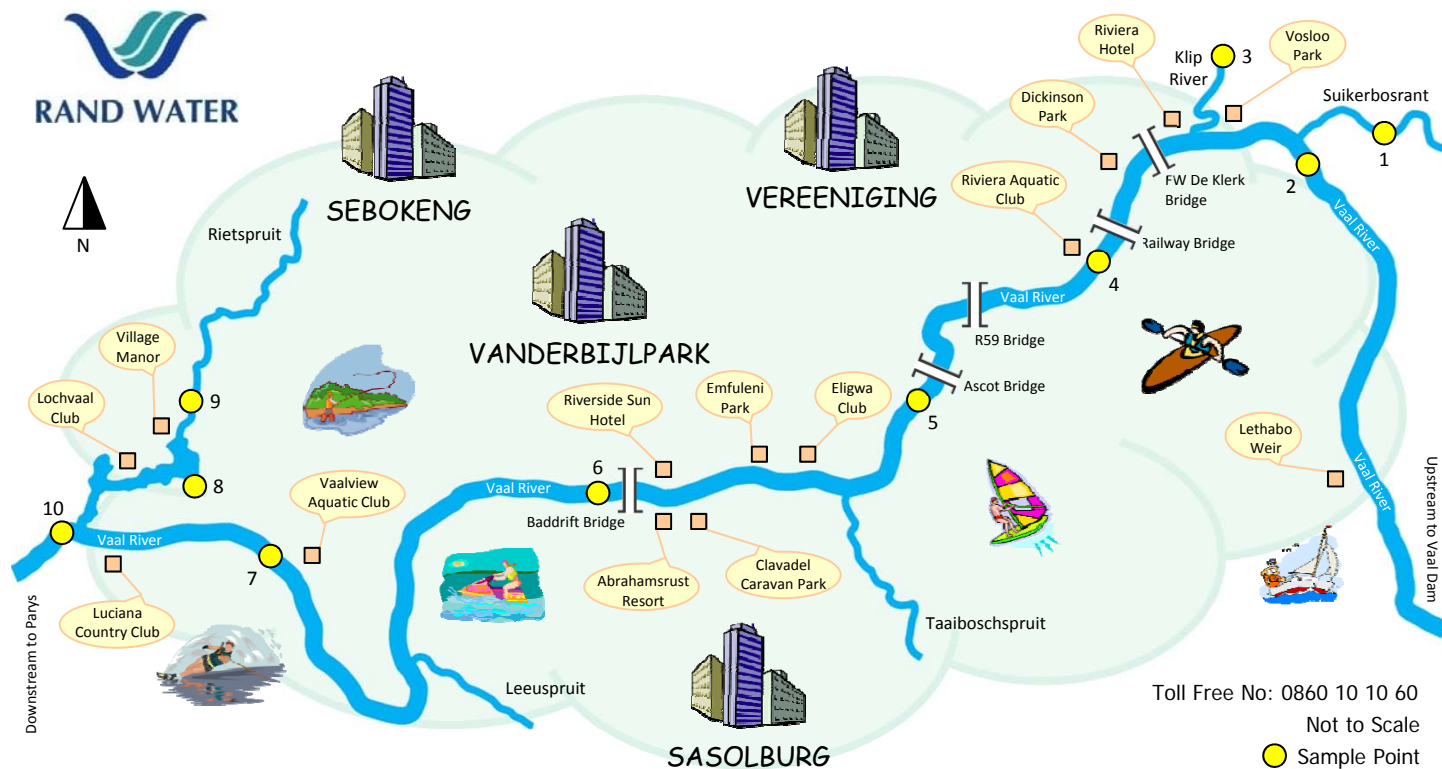 RAND WATER
N
Rietspruit
SEBOKENG
VANDERBIJLPARK
VEREENIGING
SASOLBURG
Riviera
Hotel
Klip
River
3
Vosloo
Park
Suikerbosrant
1
2
Dickinson
Park
Riviera Aquatic
Club
FW De Klerk
Bridge
Railway Bridge
4
Vaal River
Vaal River
Vaal River
R59 Bridge
Ascot Bridge
5
Lethabo
Weir
Upstream to Vaal Dam
Village
Manor
Lochvaal
Club
9
8
10
Vaal River
7
Vaalview
Aquatic Club
Luciana
Country Club
Downstream to Parys
Riverside Sun
Hotel
Emfuleni
Park
Eligwa
Club
6
Vaal River
Baddrift Bridge
Abrahamsrust
Resort
Clavadel
Caravan Park
Taaiboschspruit
Leeuspruit
Toll Free No: 0860 10 10 60
Not to Scale
Sample Point